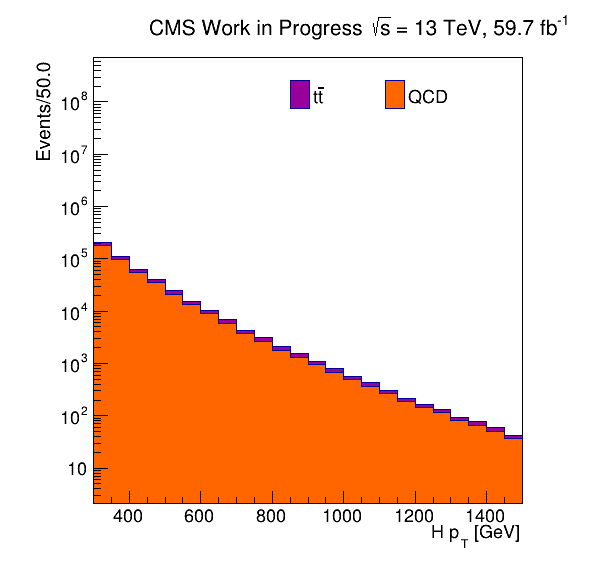 CMS Work in Progress √s = 13 TeV, 59.7 fb⁻¹
Events/50.0
tt̄
QCD
10⁸
10⁷
10⁶
10⁵
10⁴
10³
10²
10
400 600 800 1000 1200 1400
H p_T [GeV]